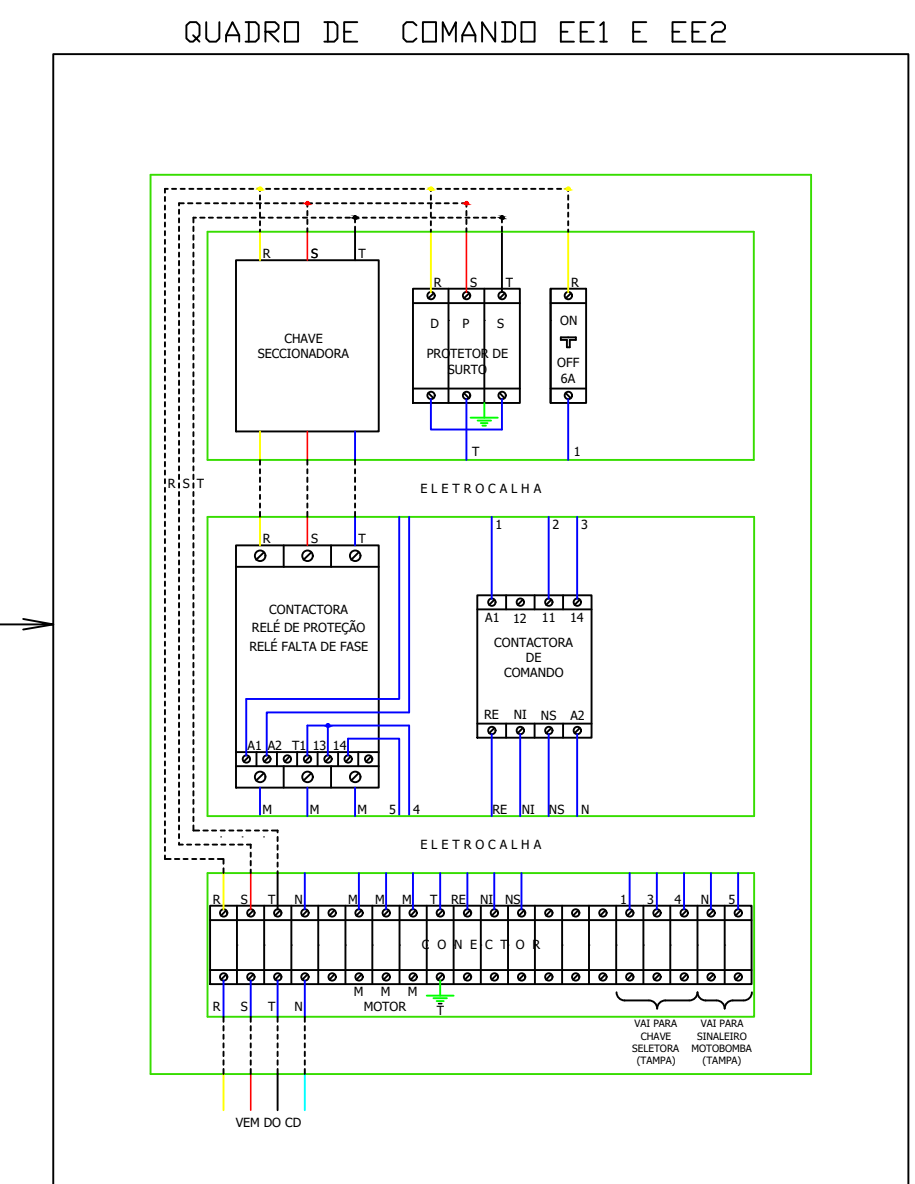 QUADRO DE COMANDO EE1 E EE2
R S T
R S T
R
D P S
ON
OFF
6A
CHAVE
SECCIONADORA
PROTETOR DE
SURTO
T
1
R S T
ELETROCALHA
R S T
1 2 3
A1 12 11 14
CONTACTORA
RELÉ DE PROTEÇÃO
RELÉ FALTA DE FASE
CONTACTORA
DE
COMANDO
RE NI NS A2
A1 A2 T1 13 14
M M M 5 4
RE NI NS N
ELETROCALHA
R S T N M M M T RE NI NS 1 3 4 N 5
CONECTOR
M M M
R S T N
MOTOR
T
VAI PARA
CHAVE
SELETORA
(TAMPA)
VAI PARA
SINALEIRO
MOTOBOMBA
(TAMPA)
VEM DO CD